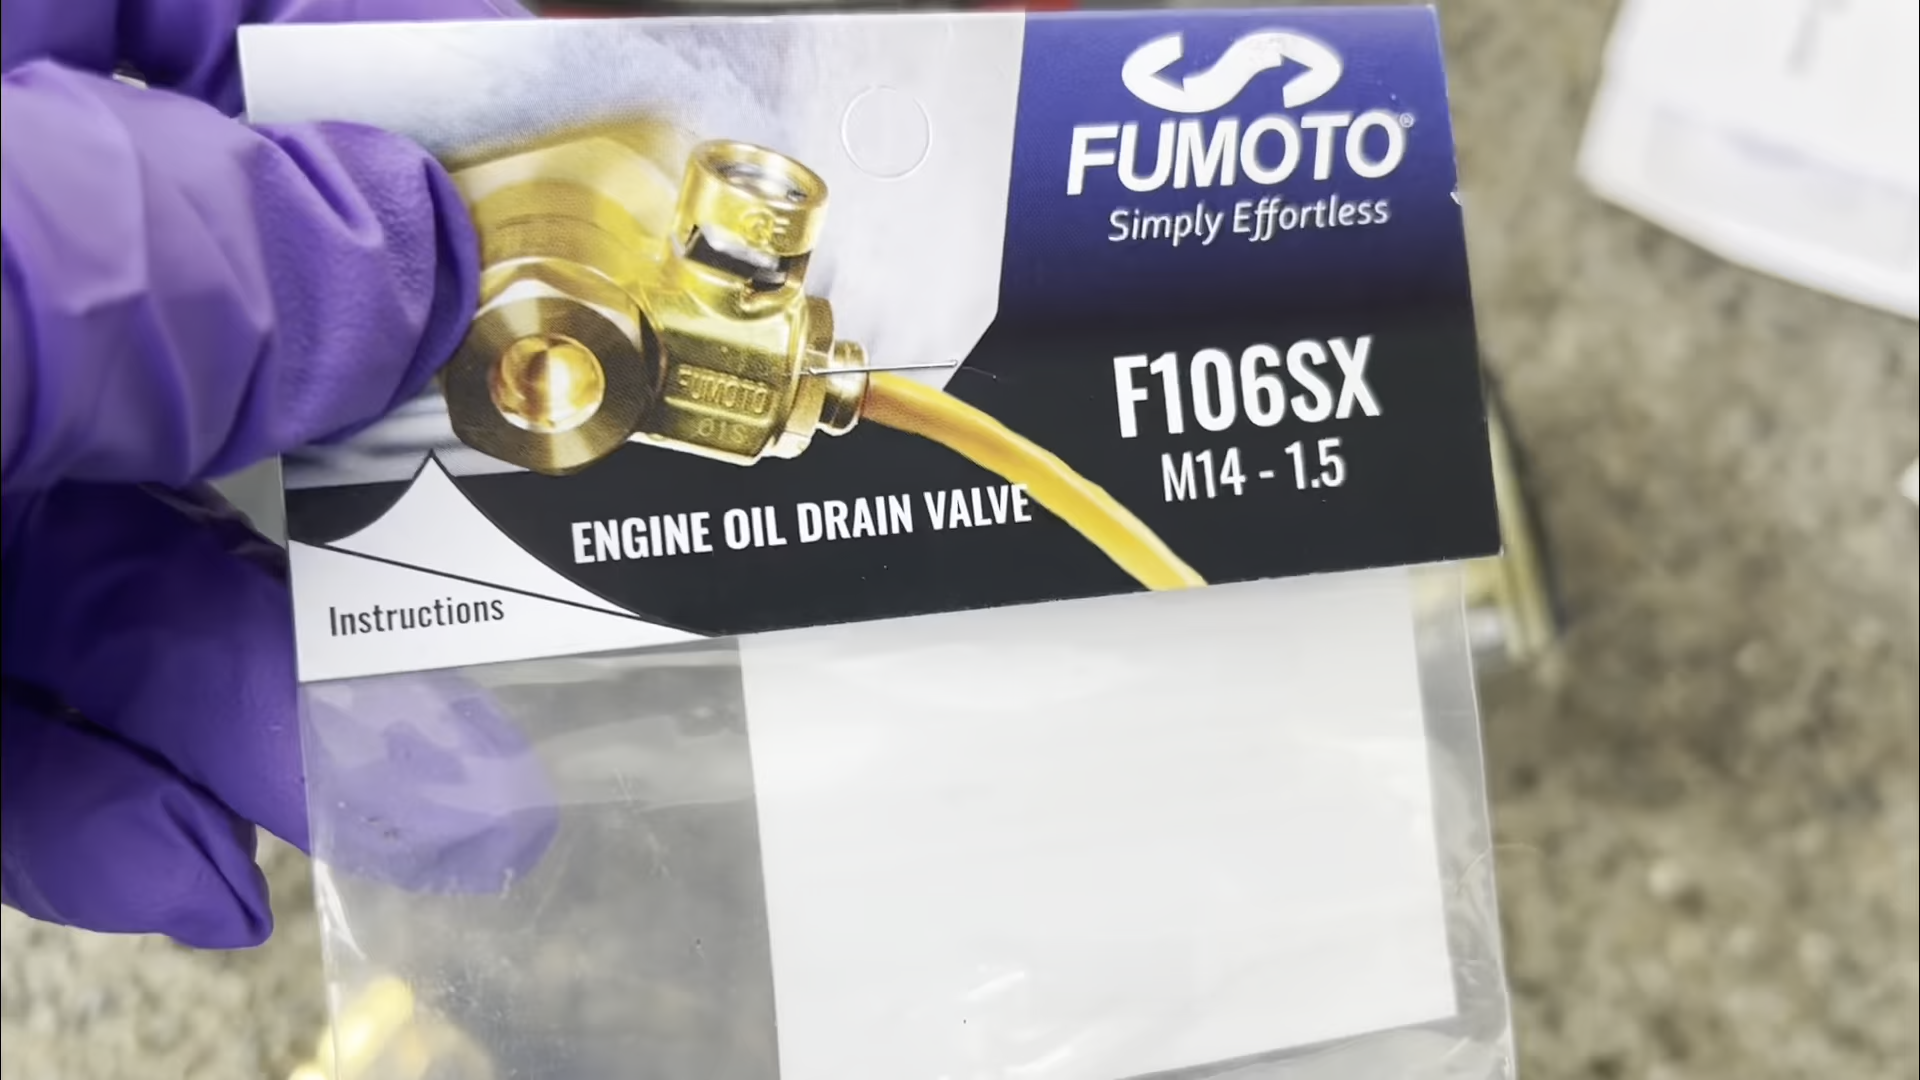 FUMOTO®
Simply Effortless
F106SX
M14 - 1.5
FUMOTO
ENGINE OIL DRAIN VALVE
Instructions